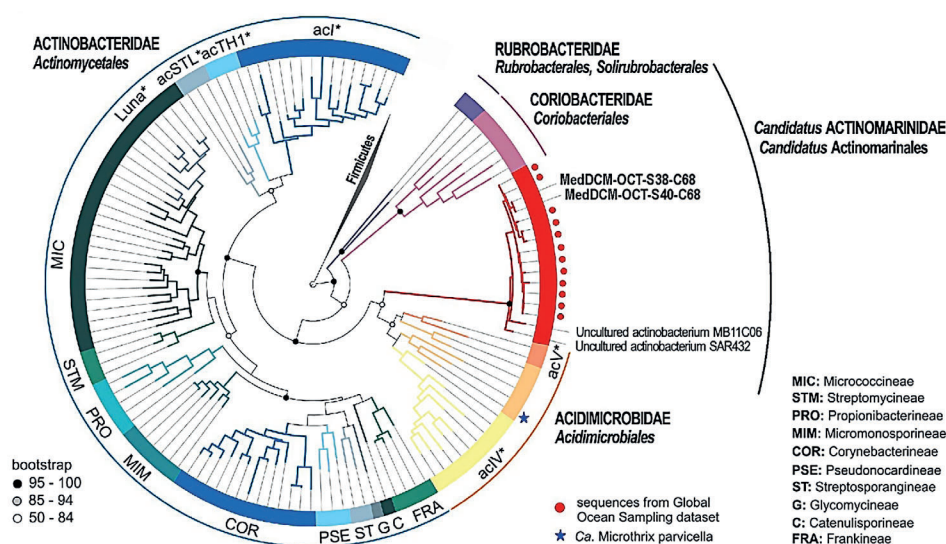 ACTINOBACTERIDAE
Actinomycetales
Luna*
acSTL*
acTH1*
acI*
RUBROBACTERIDAE
Rubrobacterales, Solirubrobacterales
CORIOBACTERIDAE
Coriobacteriales
Candidatus ACTINOMARINIDAE
Candidatus Actinomarinales
Firmicutes
MedDCM-OCT-S38-C68
MedDCM-OCT-S40-C68
MIC
Uncultured actinobacterium MB11C06
Uncultured actinobacterium SAR432
acV*
STM
PRO
MIM
COR
PSE
ST
G
C
FRA
acIV*
ACIDIMICROBIDAE
Acidimicrobiales
bootstrap
95 - 100
85 - 94
50 - 84
sequences from Global
Ocean Sampling dataset
Ca. Microthrix parvicella
MIC: Micrococcineae
STM: Streptomycineae
PRO: Propionibacterineae
MIM: Micromonosporineae
COR: Corynebacterineae
PSE: Pseudonocardineae
ST: Streptosporangineae
G: Glycomycineae
C: Catenulisporineae
FRA: Frankineae